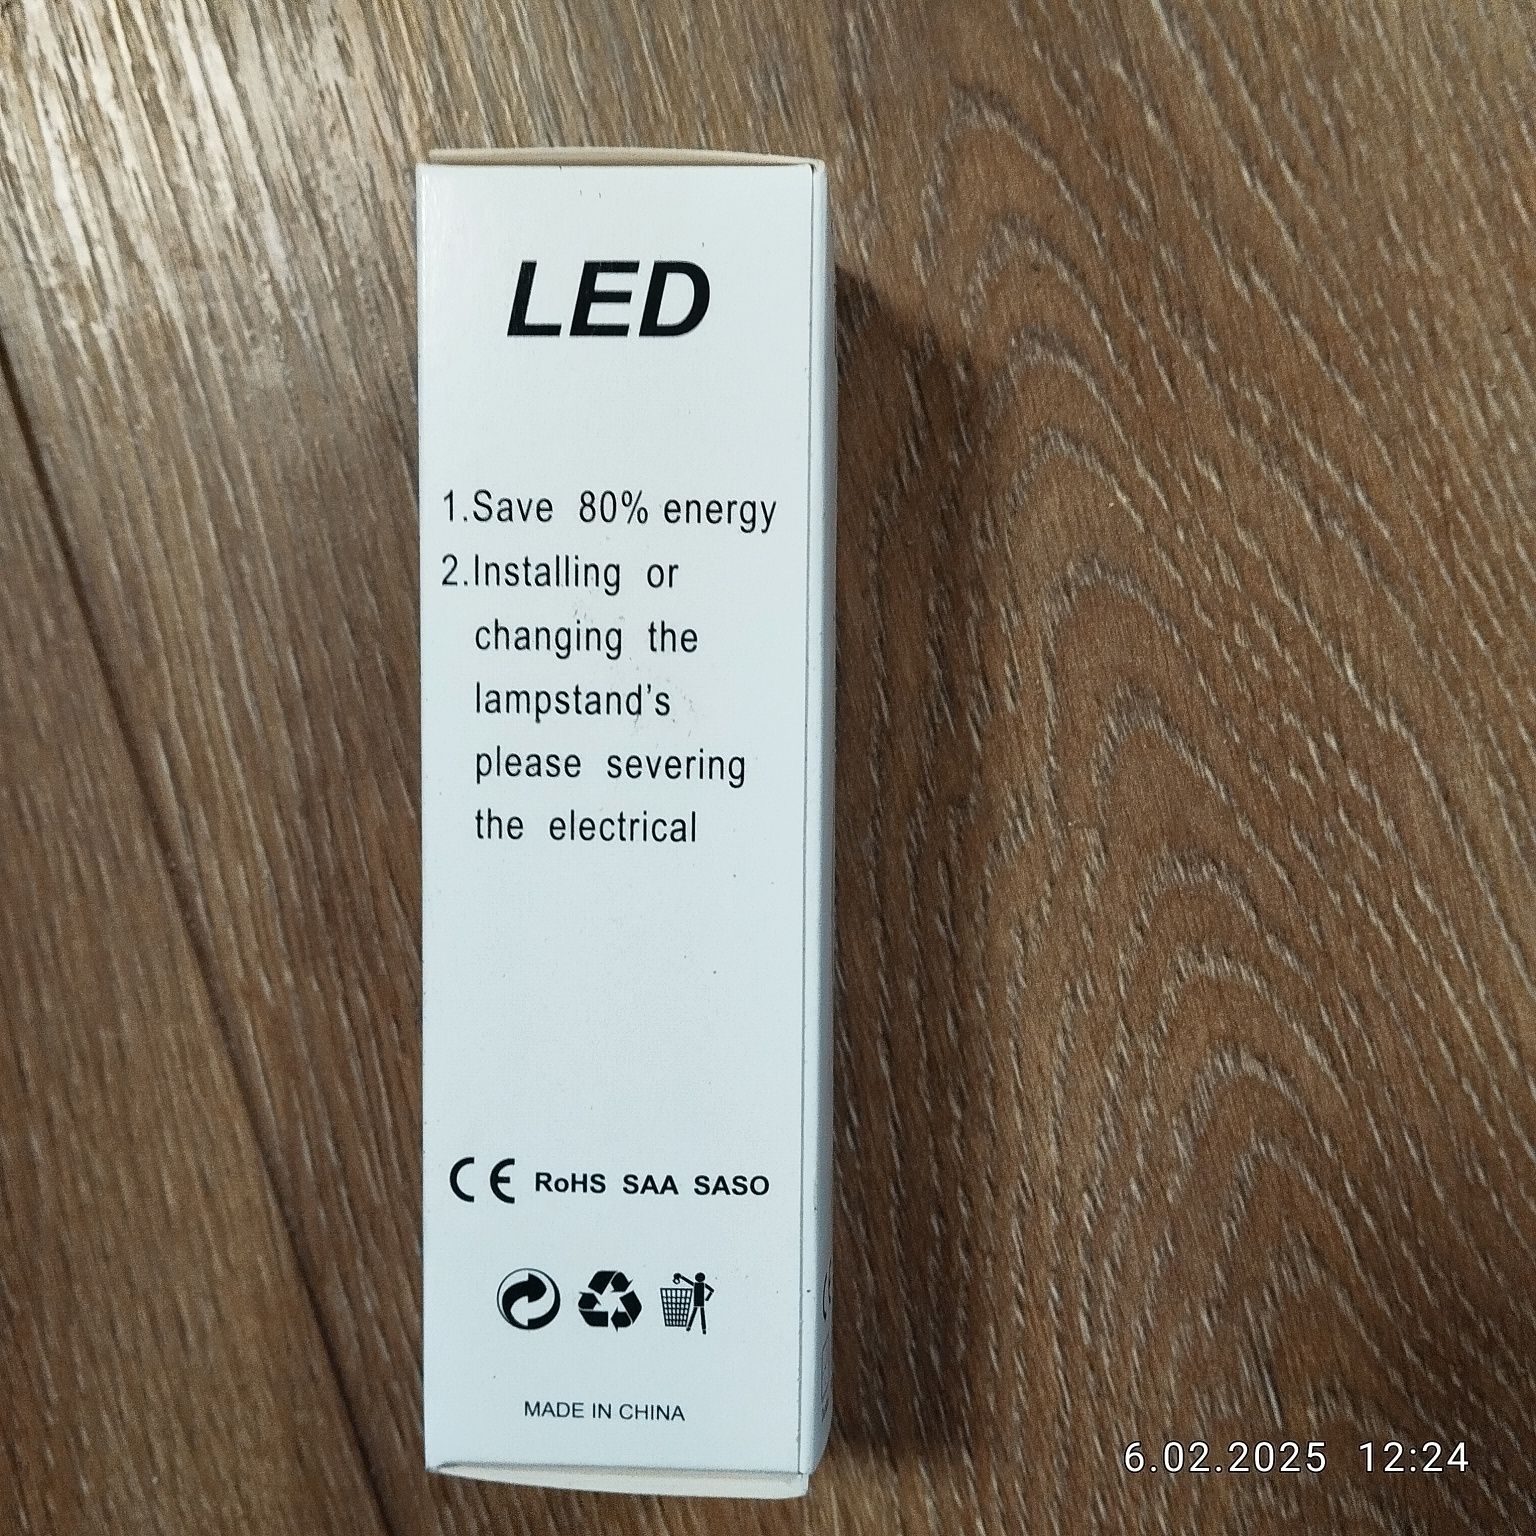 LED
1.Save 80% energy
2.Installing or
changing the
lampstand's
please severing
the electrical
CE RoHS SAA SASO
MADE IN CHINA
6.02.2025 12:24